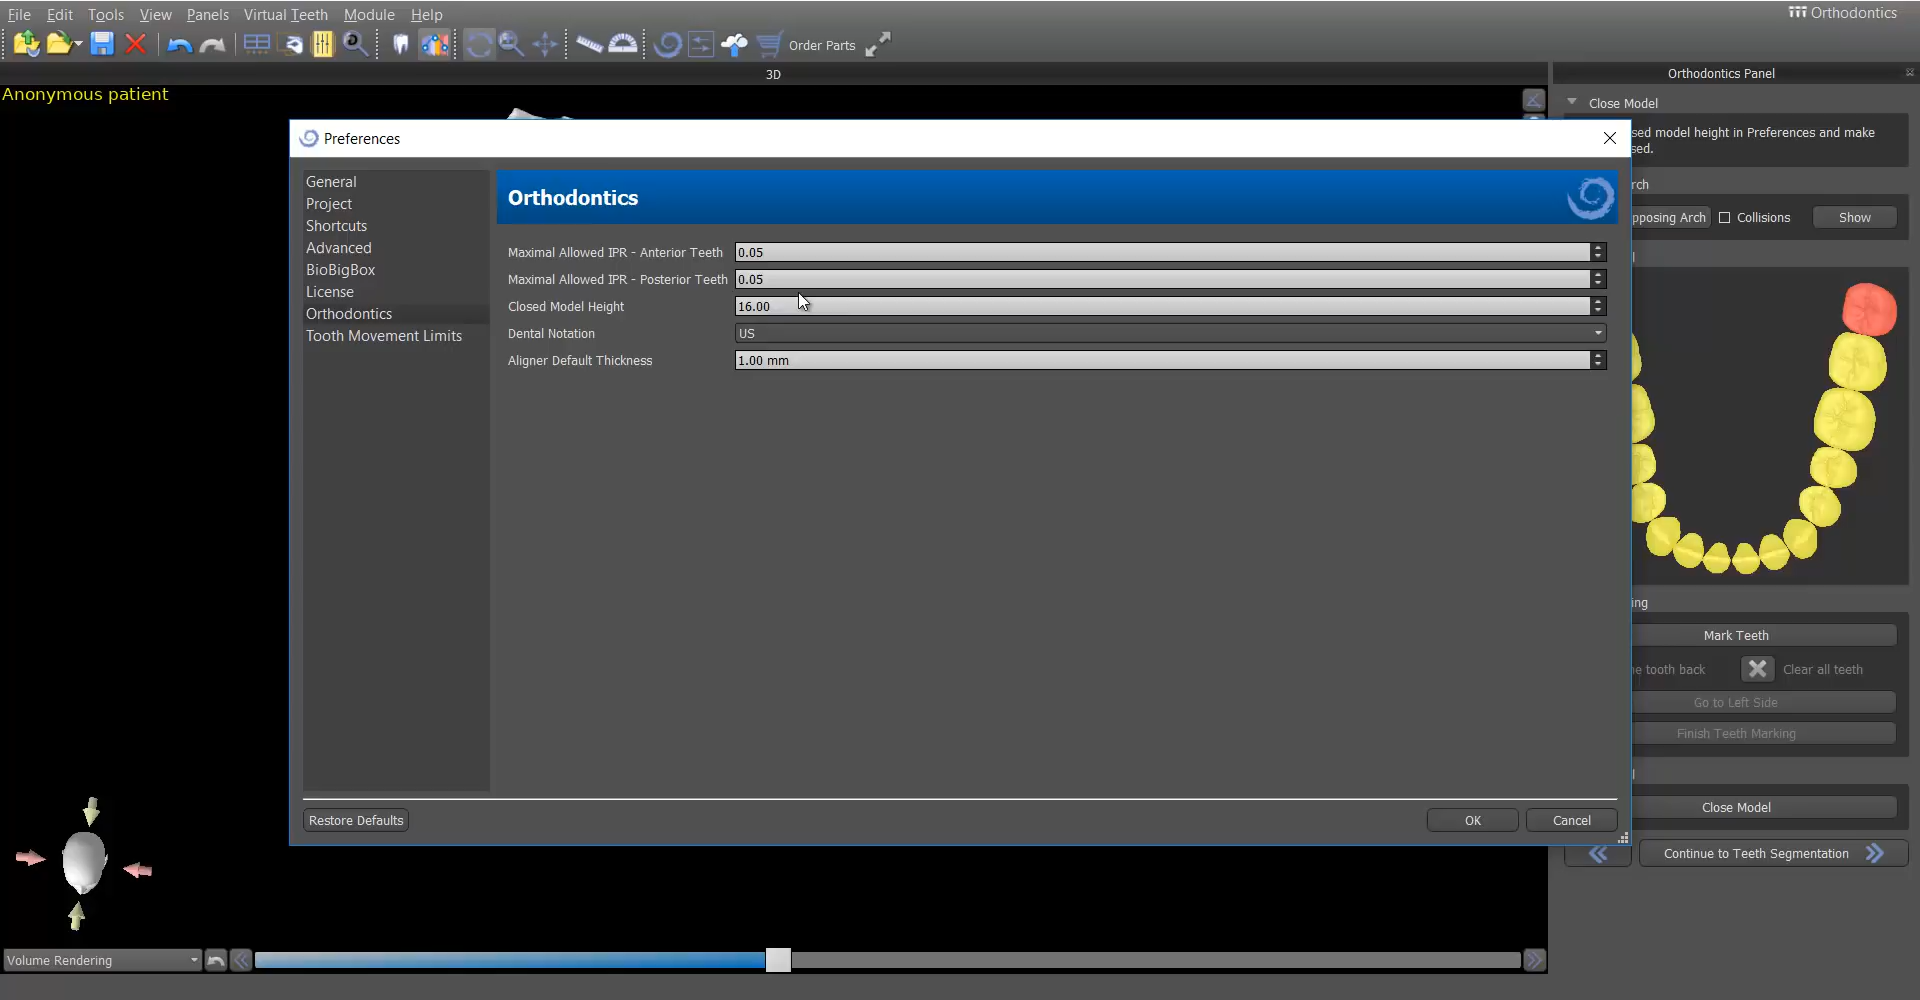 File Edit Tools View Panels Virtual Teeth Module Help
Orthodontics
Order Parts
3D
Orthodontics Panel
Anonymous patient
Close Model
sed model height in Preferences and make
sed.
rch
pposing Arch Collisions Show
Preferences
General
Project
Shortcuts
Advanced
BioBigBox
License
Orthodontics
Tooth Movement Limits
Orthodontics
Maximal Allowed IPR - Anterior Teeth 0.05
Maximal Allowed IPR - Posterior Teeth 0.05
Closed Model Height 16.00
Dental Notation US
Aligner Default Thickness 1.00 mm
Restore Defaults OK Cancel
ing
Mark Teeth
e tooth back Clear all teeth
Go to Left Side
Finish Teeth Marking
Close Model
Continue to Teeth Segmentation
Volume Rendering